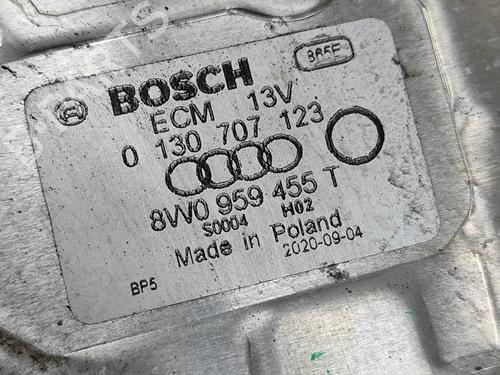 BOSCH
865F
ECM 13V
0 130 707 123
8W0 959 455 T
S0004 H02
Made in Poland
2020-09-04
BP5